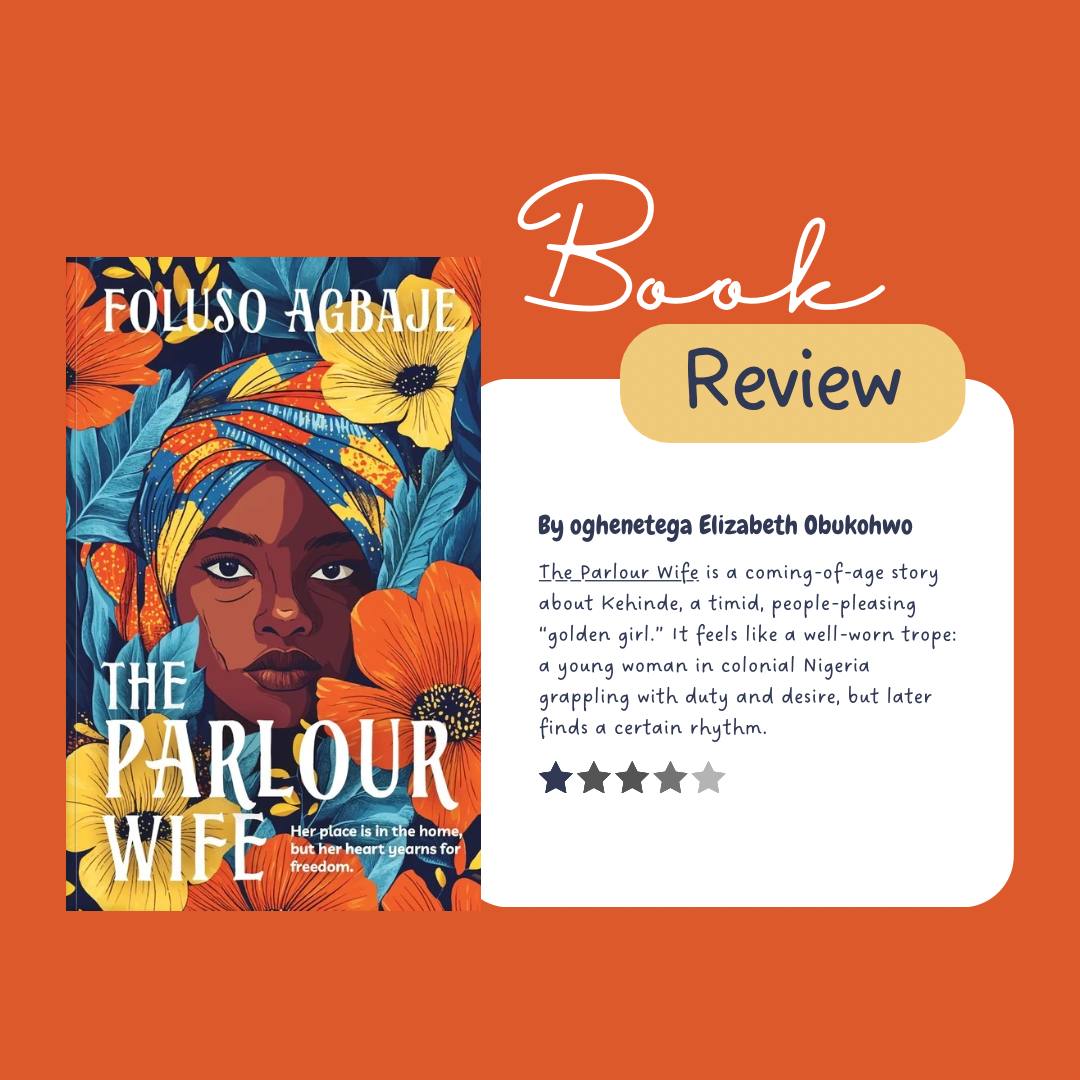 Book
Review
FOLUSO AGBAJE
THE
PARLOUR
WIFE
Her place is in the home,
but her heart yearns for
freedom.
By oghenetega Elizabeth Obukohwo
The Parlour Wife is a coming-of-age story
about Kehinde, a timid, people-pleasing
“golden girl.” It feels like a well-worn trope:
a young woman in colonial Nigeria
grappling with duty and desire, but later
finds a certain rhythm.